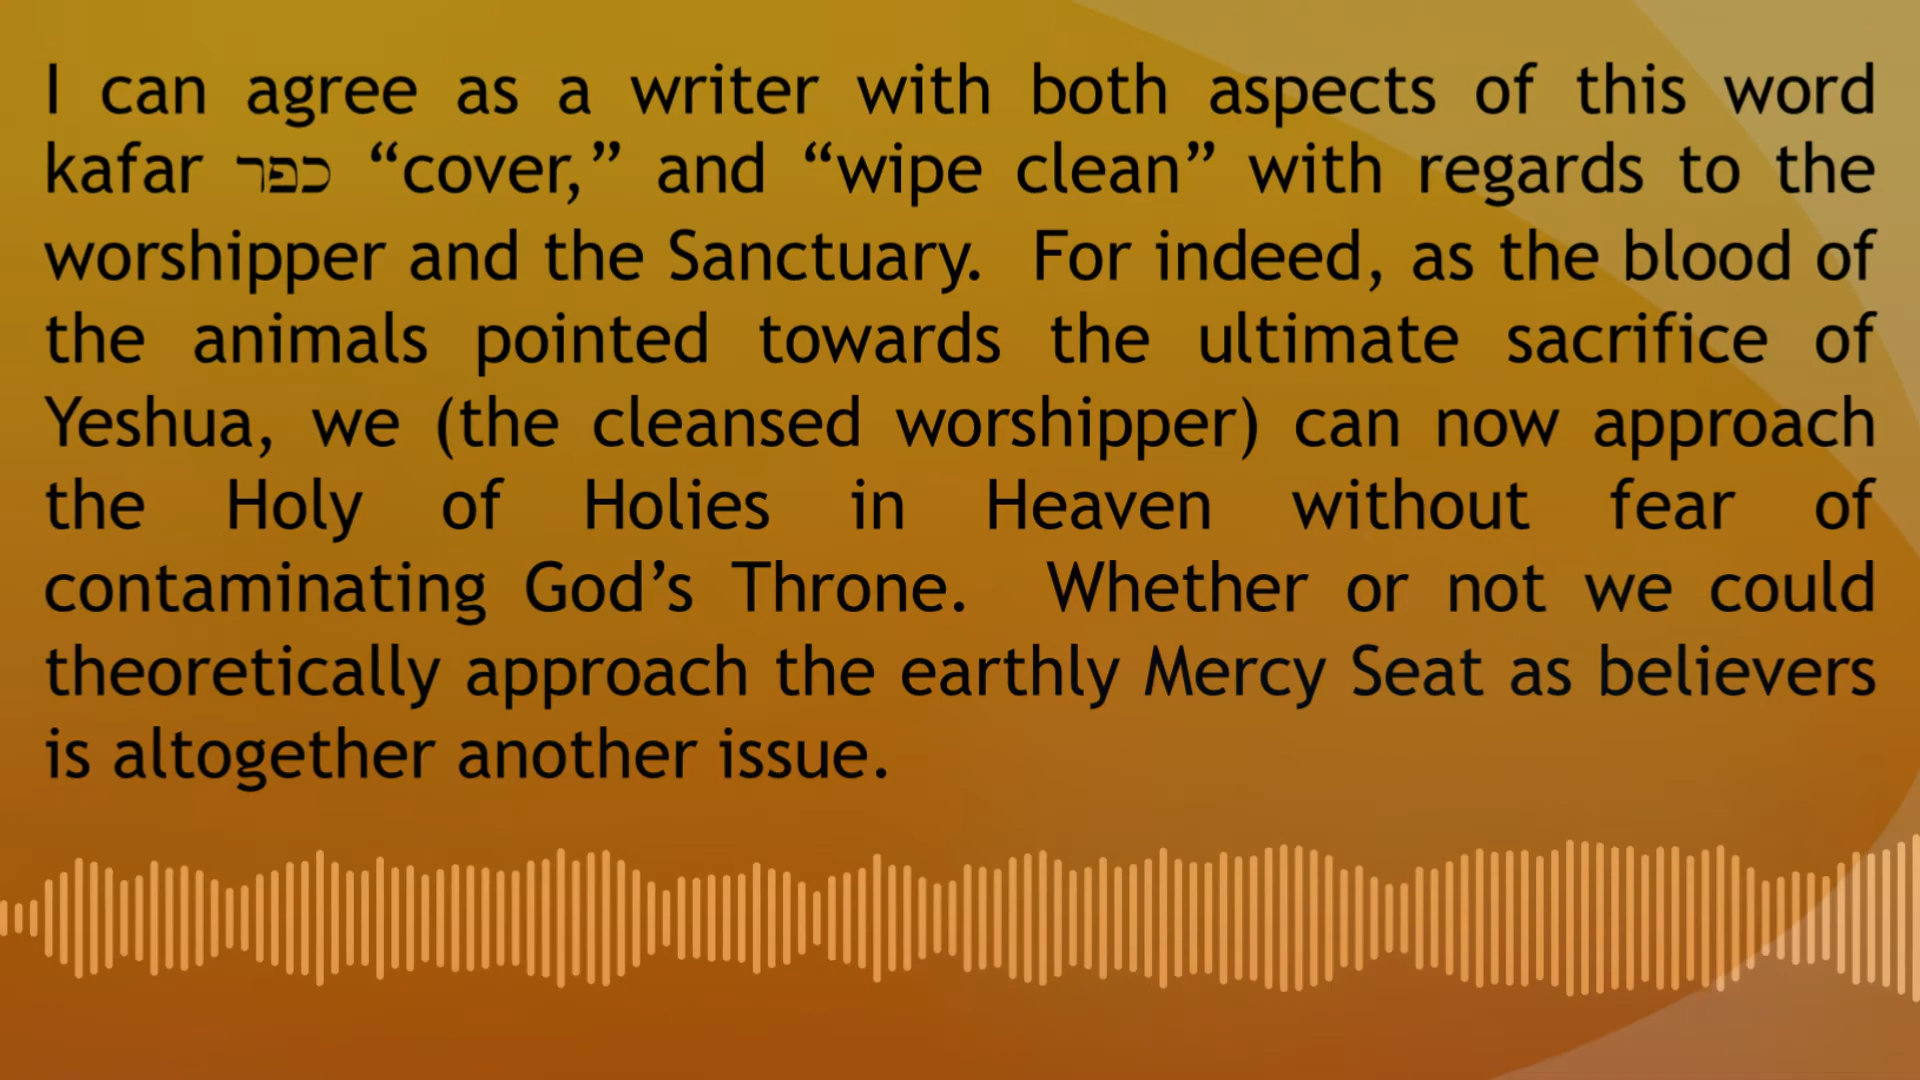 I can agree as a writer with both aspects of this word
kafar כפר “cover,” and “wipe clean” with regards to the
worshipper and the Sanctuary.  For indeed, as the blood of
the animals pointed towards the ultimate sacrifice of
Yeshua, we (the cleansed worshipper) can now approach
the Holy of Holies in Heaven without fear of
contaminating God’s Throne.  Whether or not we could
theoretically approach the earthly Mercy Seat as believers
is altogether another issue.